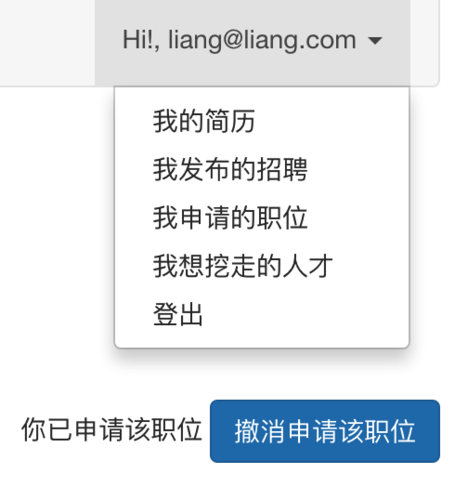 Hi!, liang@liang.com
我的简历
我发布的招聘
我申请的职位
我想挖走的人才
登出
你已申请该职位 撤消申请该职位